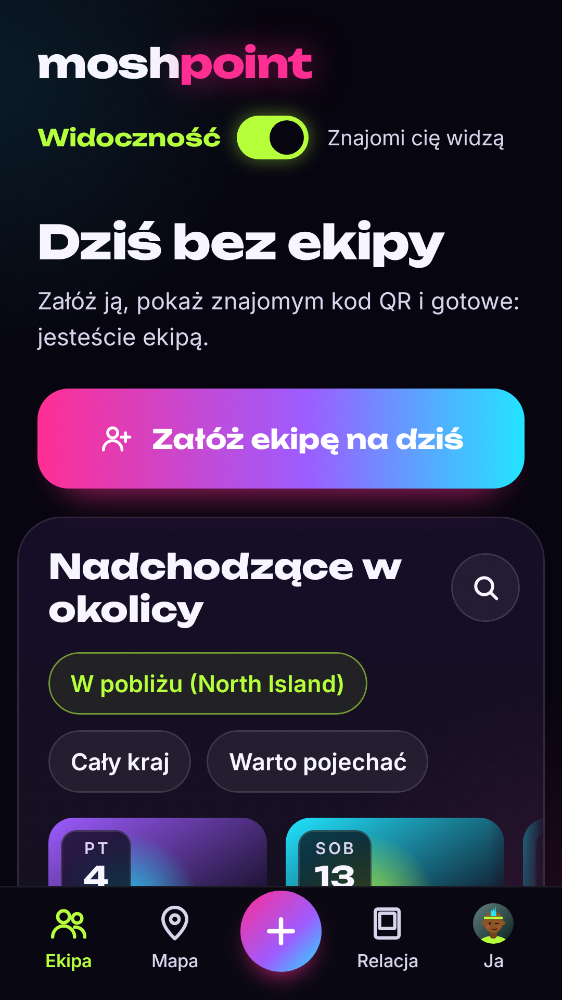 moshpoint
Widoczność
Znajomi cię widzą
Dziś bez ekipy
Załóż ją, pokaż znajomym kod QR i gotowe:
jesteście ekipą.
Załóż ekipę na dziś
Nadchodzące w
okolicy
W pobliżu (North Island)
Cały kraj
Warto pojechać
PT
4
SOB
13
Ekipa
Mapa
Relacja
Ja